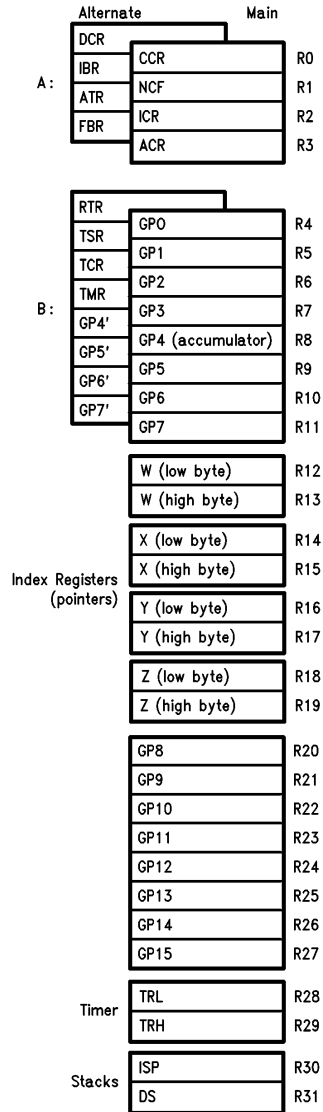 Alternate Main
DCR
CCR R0
IBR
NCF R1
A:
ATR
ICR R2
FBR
ACR R3
RTR
GP0 R4
TSR
GP1 R5
TCR
GP2 R6
TMR
GP3 R7
B:
GP4'
GP4 (accumulator) R8
GP5'
GP5 R9
GP6'
GP6 R10
GP7'
GP7 R11
W (low byte) R12
W (high byte) R13
X (low byte) R14
X (high byte) R15
Index Registers
(pointers)
Y (low byte) R16
Y (high byte) R17
Z (low byte) R18
Z (high byte) R19
GP8 R20
GP9 R21
GP10 R22
GP11 R23
GP12 R24
GP13 R25
GP14 R26
GP15 R27
Timer
TRL R28
TRH R29
Stacks
ISP R30
DS R31